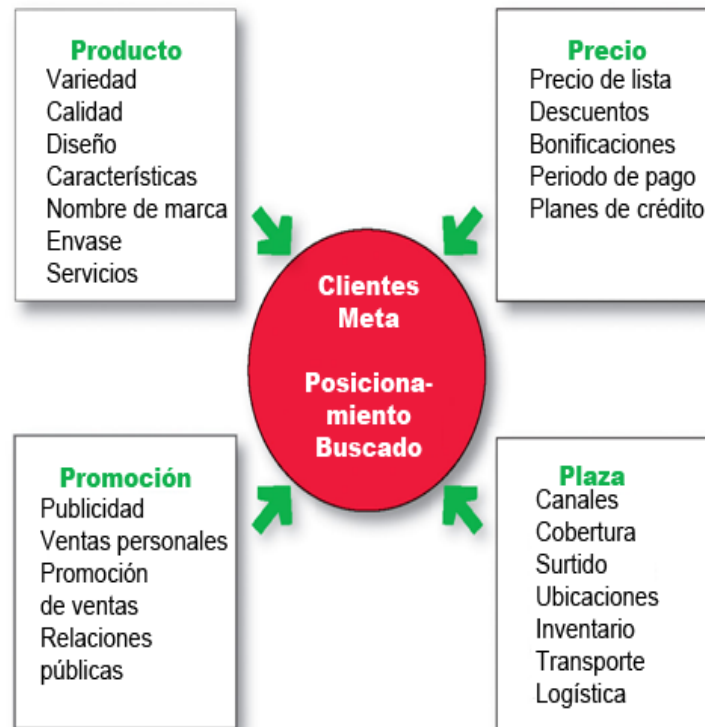 Producto
Variedad
Calidad
Diseño
Características
Nombre de marca
Envase
Servicios
Precio
Precio de lista
Descuentos
Bonificaciones
Periodo de pago
Planes de crédito
Clientes
Meta
Posiciona-
miento
Buscado
Promoción
Publicidad
Ventas personales
Promoción
de ventas
Relaciones
públicas
Plaza
Canales
Cobertura
Surtido
Ubicaciones
Inventario
Transporte
Logística